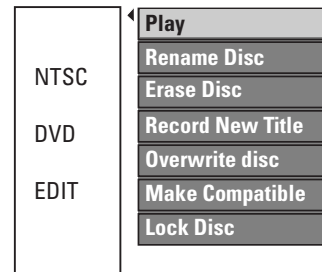 NTSC
DVD
EDIT
Play
Rename Disc
Erase Disc
Record New Title
Overwrite disc
Make Compatible
Lock Disc